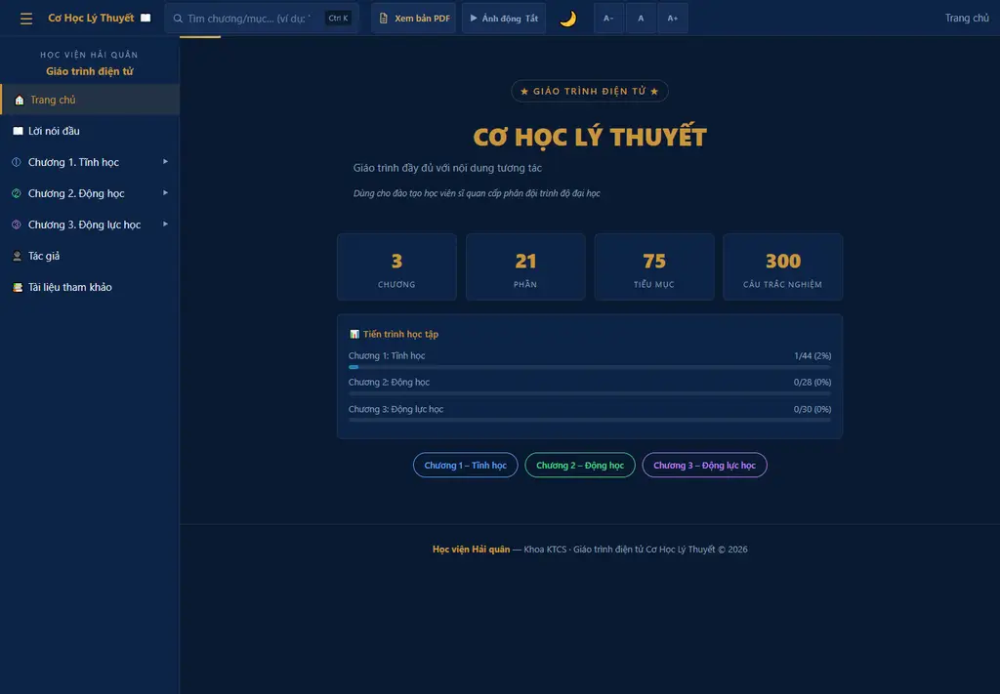 Cơ Học Lý Thuyết
Tìm chương/mục... (ví dụ: '
Ctrl K
Xem bản PDF
Ảnh động Tắt
A-
A
A+
Trang chủ
HỌC VIỆN HẢI QUÂN
Giáo trình điện tử
Trang chủ
Lời nói đầu
① Chương 1. Tĩnh học
② Chương 2. Động học
③ Chương 3. Động lực học
Tác giả
Tài liệu tham khảo
★ GIÁO TRÌNH ĐIỆN TỬ ★
CƠ HỌC LÝ THUYẾT
Giáo trình đầy đủ với nội dung tương tác
Dùng cho đào tạo học viên sĩ quan cấp phân đội trình độ đại học
3
CHƯƠNG
21
PHẦN
75
TIỂU MỤC
300
CÂU TRẮC NGHIỆM
Tiến trình học tập
Chương 1: Tĩnh học 1/44 (2%)
Chương 2: Động học 0/28 (0%)
Chương 3: Động lực học 0/30 (0%)
Chương 1 – Tĩnh học
Chương 2 – Động học
Chương 3 – Động lực học
Học viện Hải quân — Khoa KTCS · Giáo trình điện tử Cơ Học Lý Thuyết © 2026